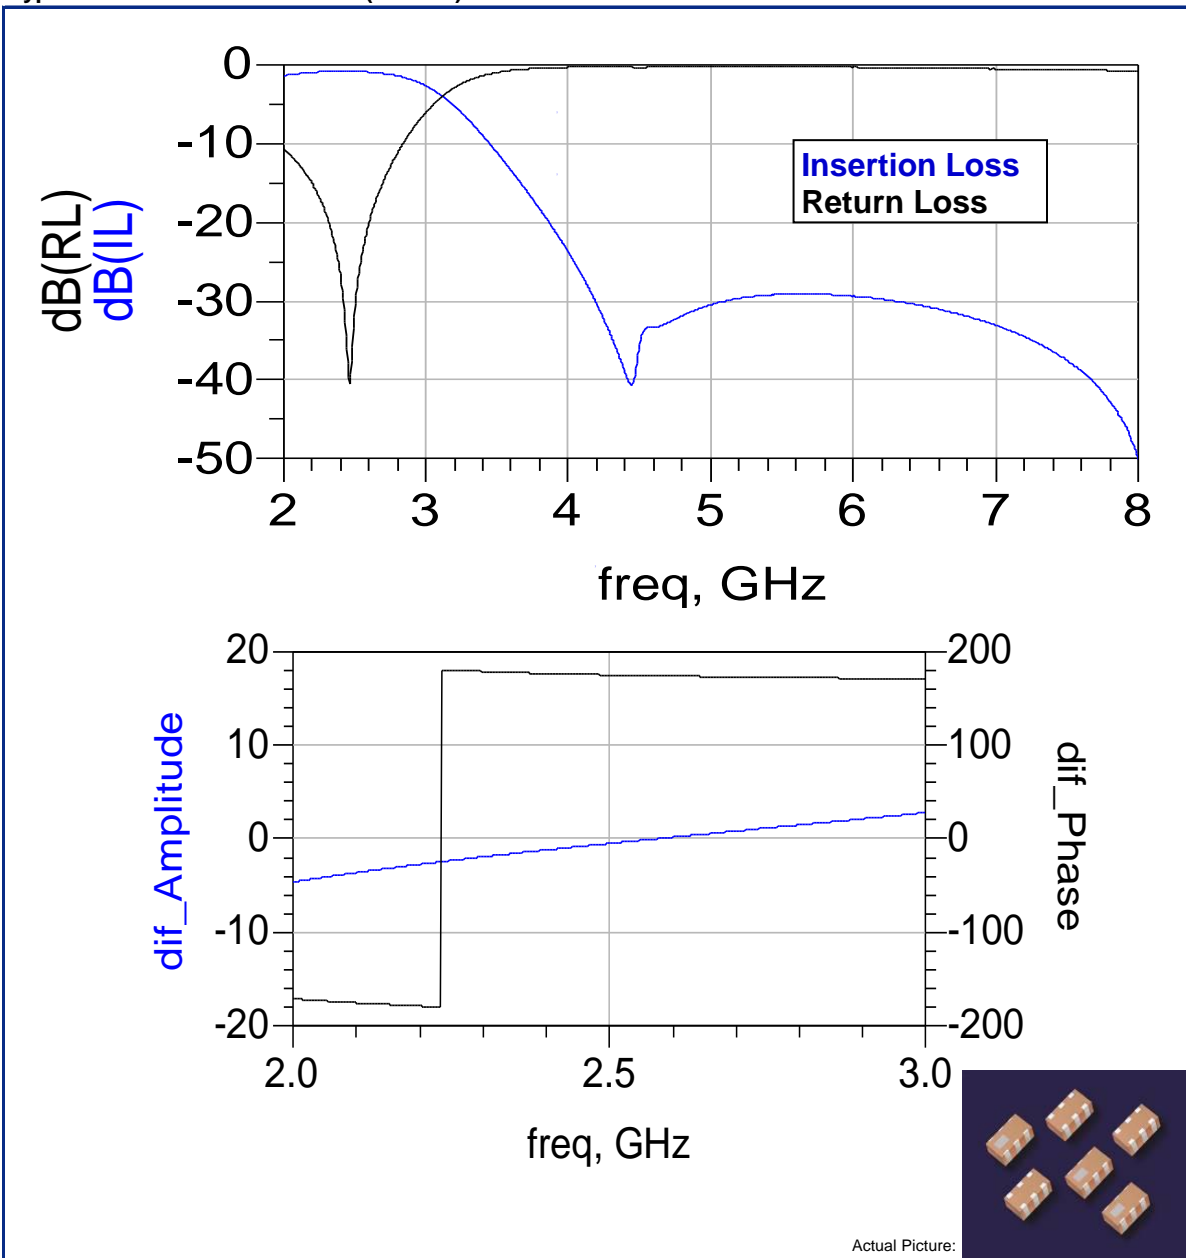 0
-10
-20
-30
-40
-50
dB(RL)
dB(IL)
Insertion Loss
Return Loss
2 3 4 5 6 7 8
freq, GHz
20
10
0
-10
-20
dif_Amplitude
200
100
0
-100
-200
dif_Phase
2.0 2.5 3.0
freq, GHz
Actual Picture: